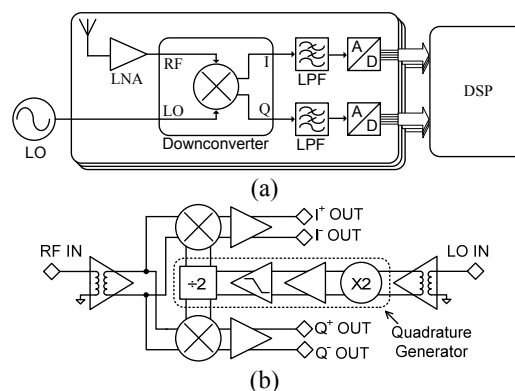 LNA
RF
I
LPF
A
D
LO
Q
LPF
A
D
Downconverter
LO
DSP
(a)
RF IN
I+ OUT
I- OUT
÷2
X2
LO IN
Q+ OUT
Q- OUT
Quadrature
Generator
(b)